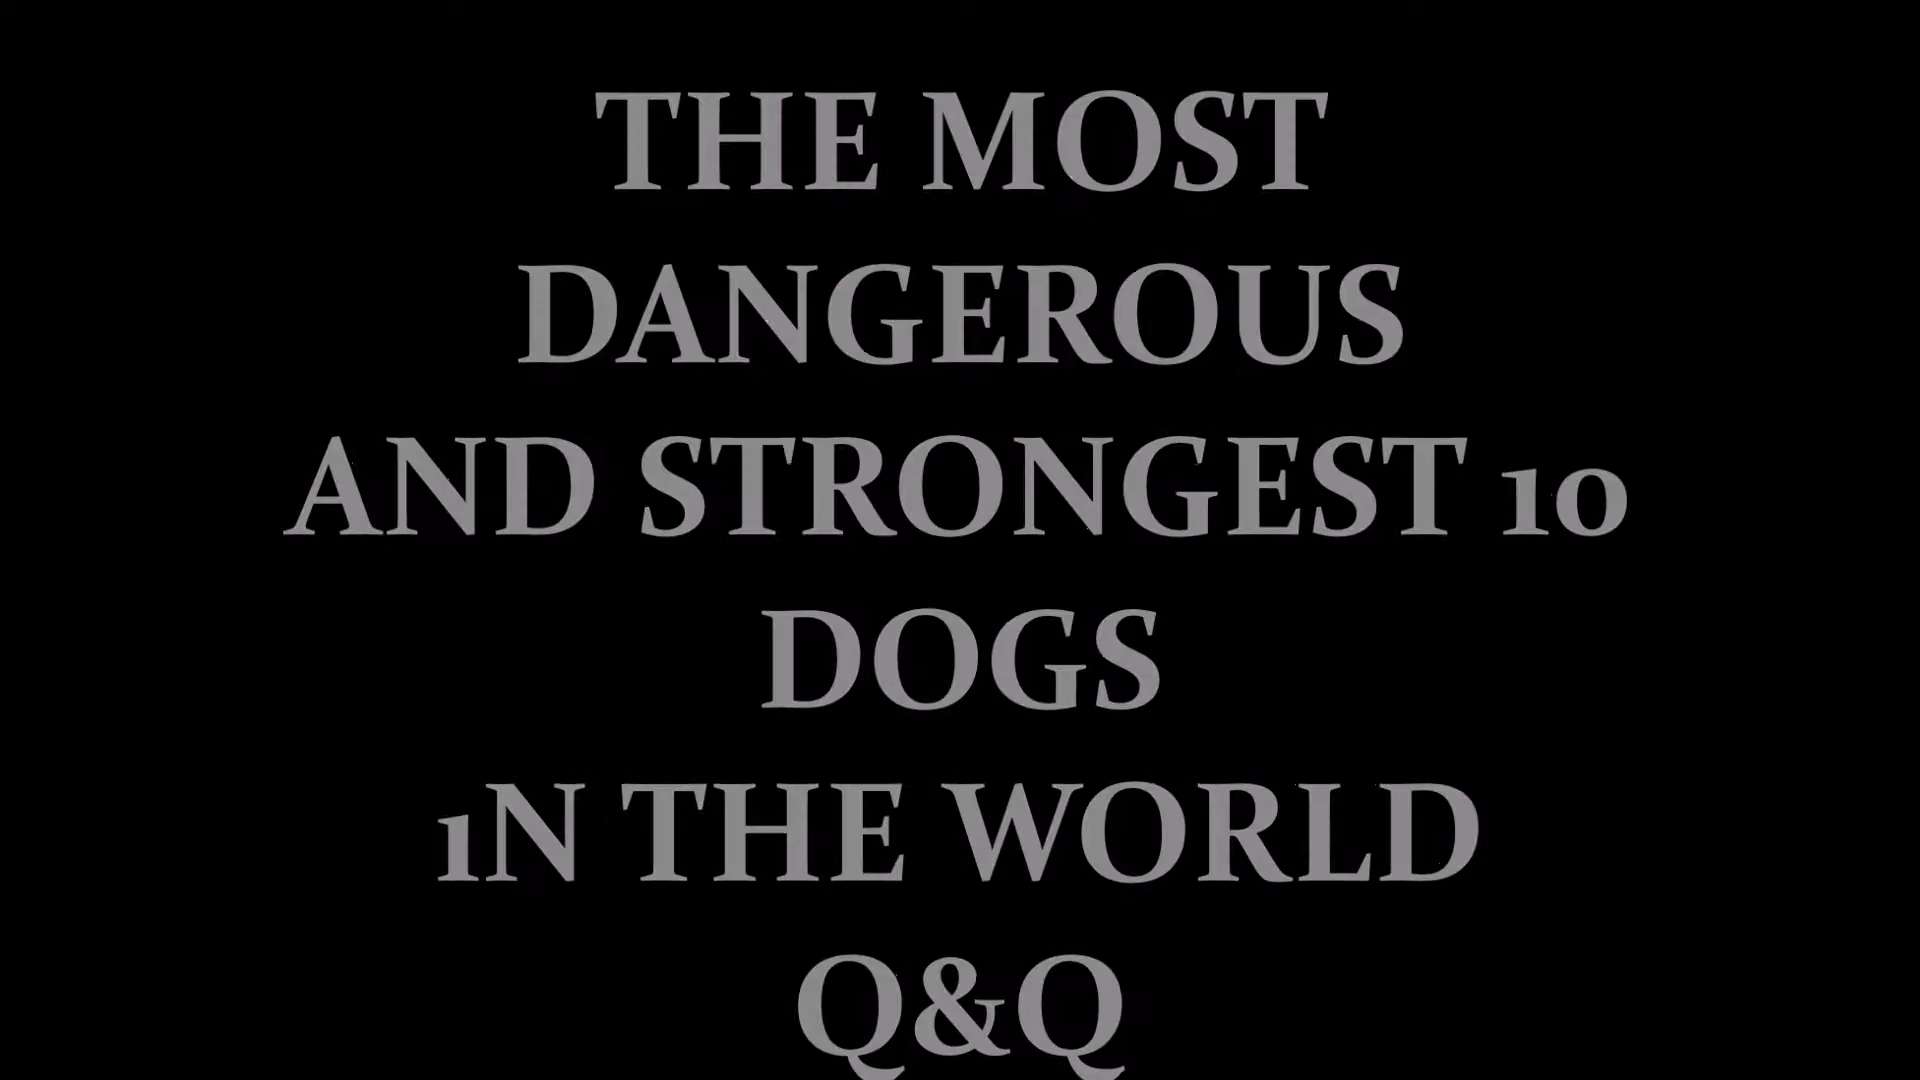 THE MOST
DANGEROUS
AND STRONGEST 10
DOGS
1N THE WORLD
Q&Q